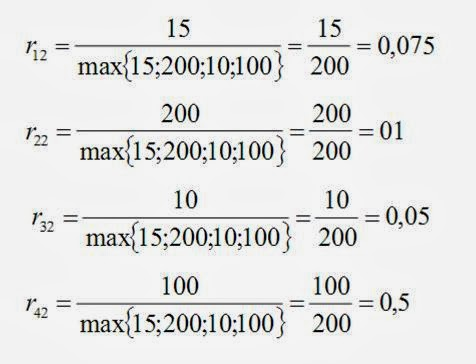 r₁₂ = 15 / max{15;200;10;100} = 15 / 200 = 0,075
r₂₂ = 200 / max{15;200;10;100} = 200 / 200 = 01
r₃₂ = 10 / max{15;200;10;100} = 10 / 200 = 0,05
r₄₂ = 100 / max{15;200;10;100} = 100 / 200 = 0,5